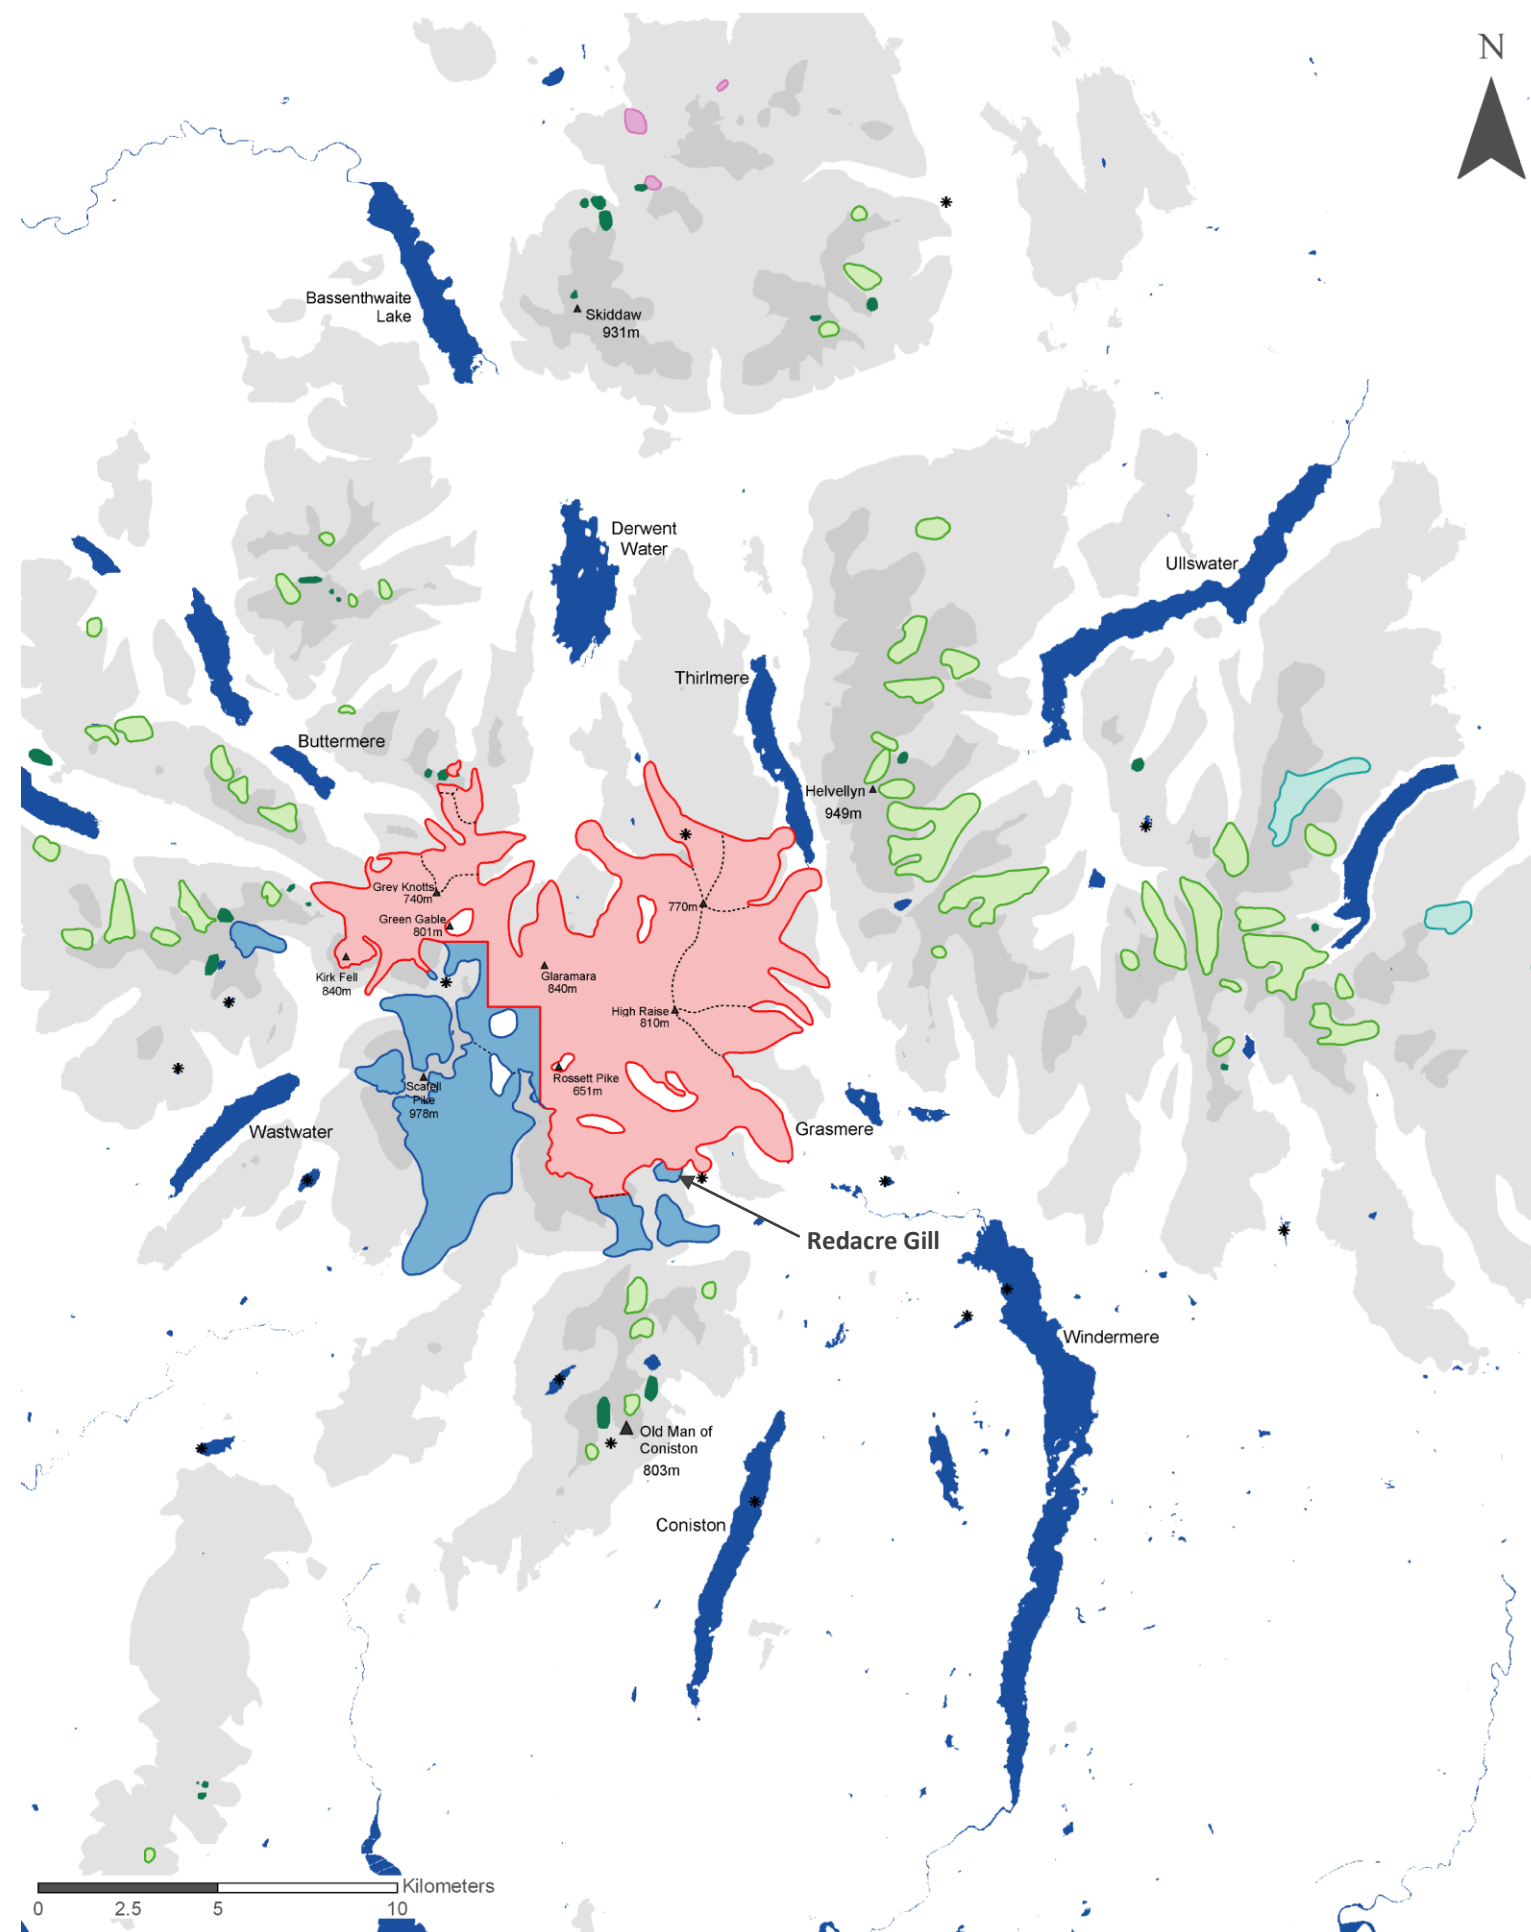 N
Bassenthwaite
Lake
Skiddaw
931m
Derwent
Water
Ullswater
Thirlmere
Buttermere
Helvellyn
949m
Grey Knotts
740m
770m
Green Gable
801m
Kirk Fell
840m
Glaramara
840m
High Raise
810m
Rossett Pike
651m
Scafell
Pike
978m
Wastwater
Grasmere
Redacre Gill
Windermere
Old Man of
Coniston
803m
Coniston
Kilometers
0 2.5 5 10